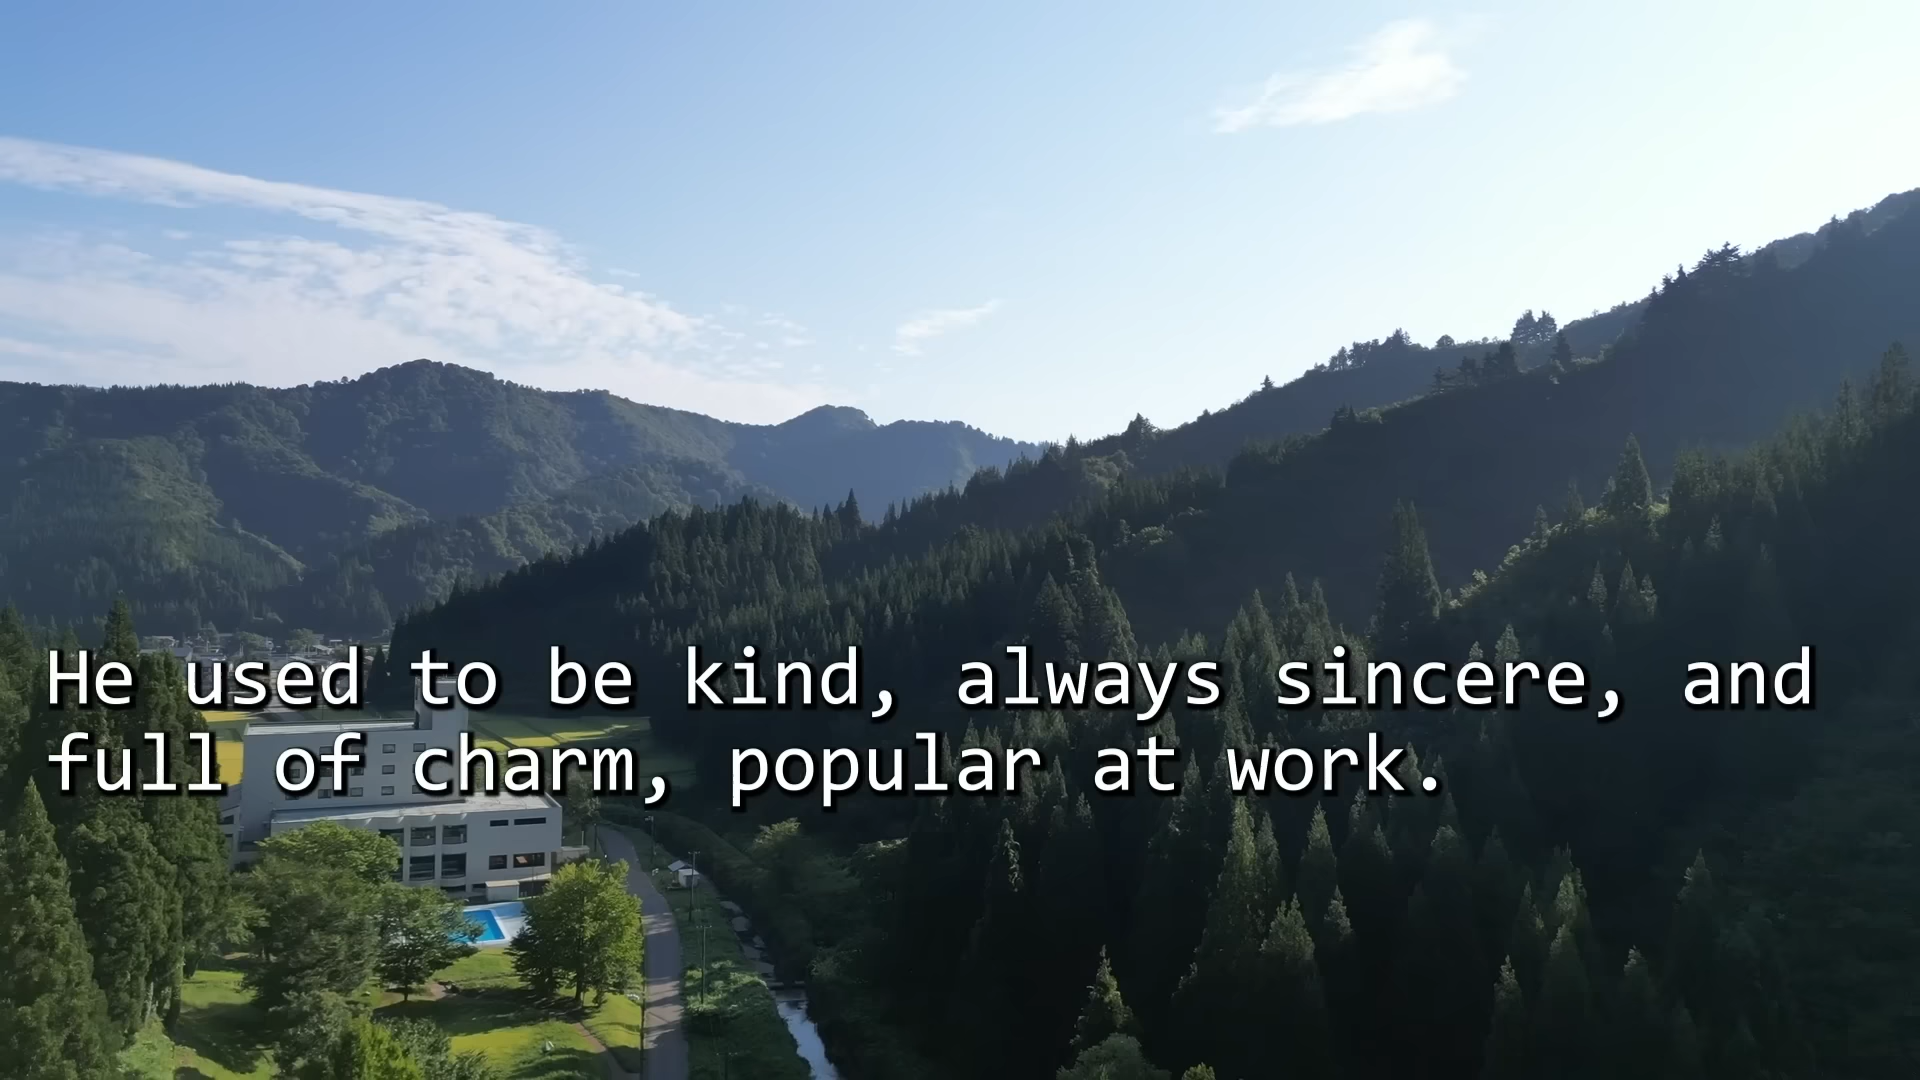 He used to be kind, always sincere, and
full of charm, popular at work.